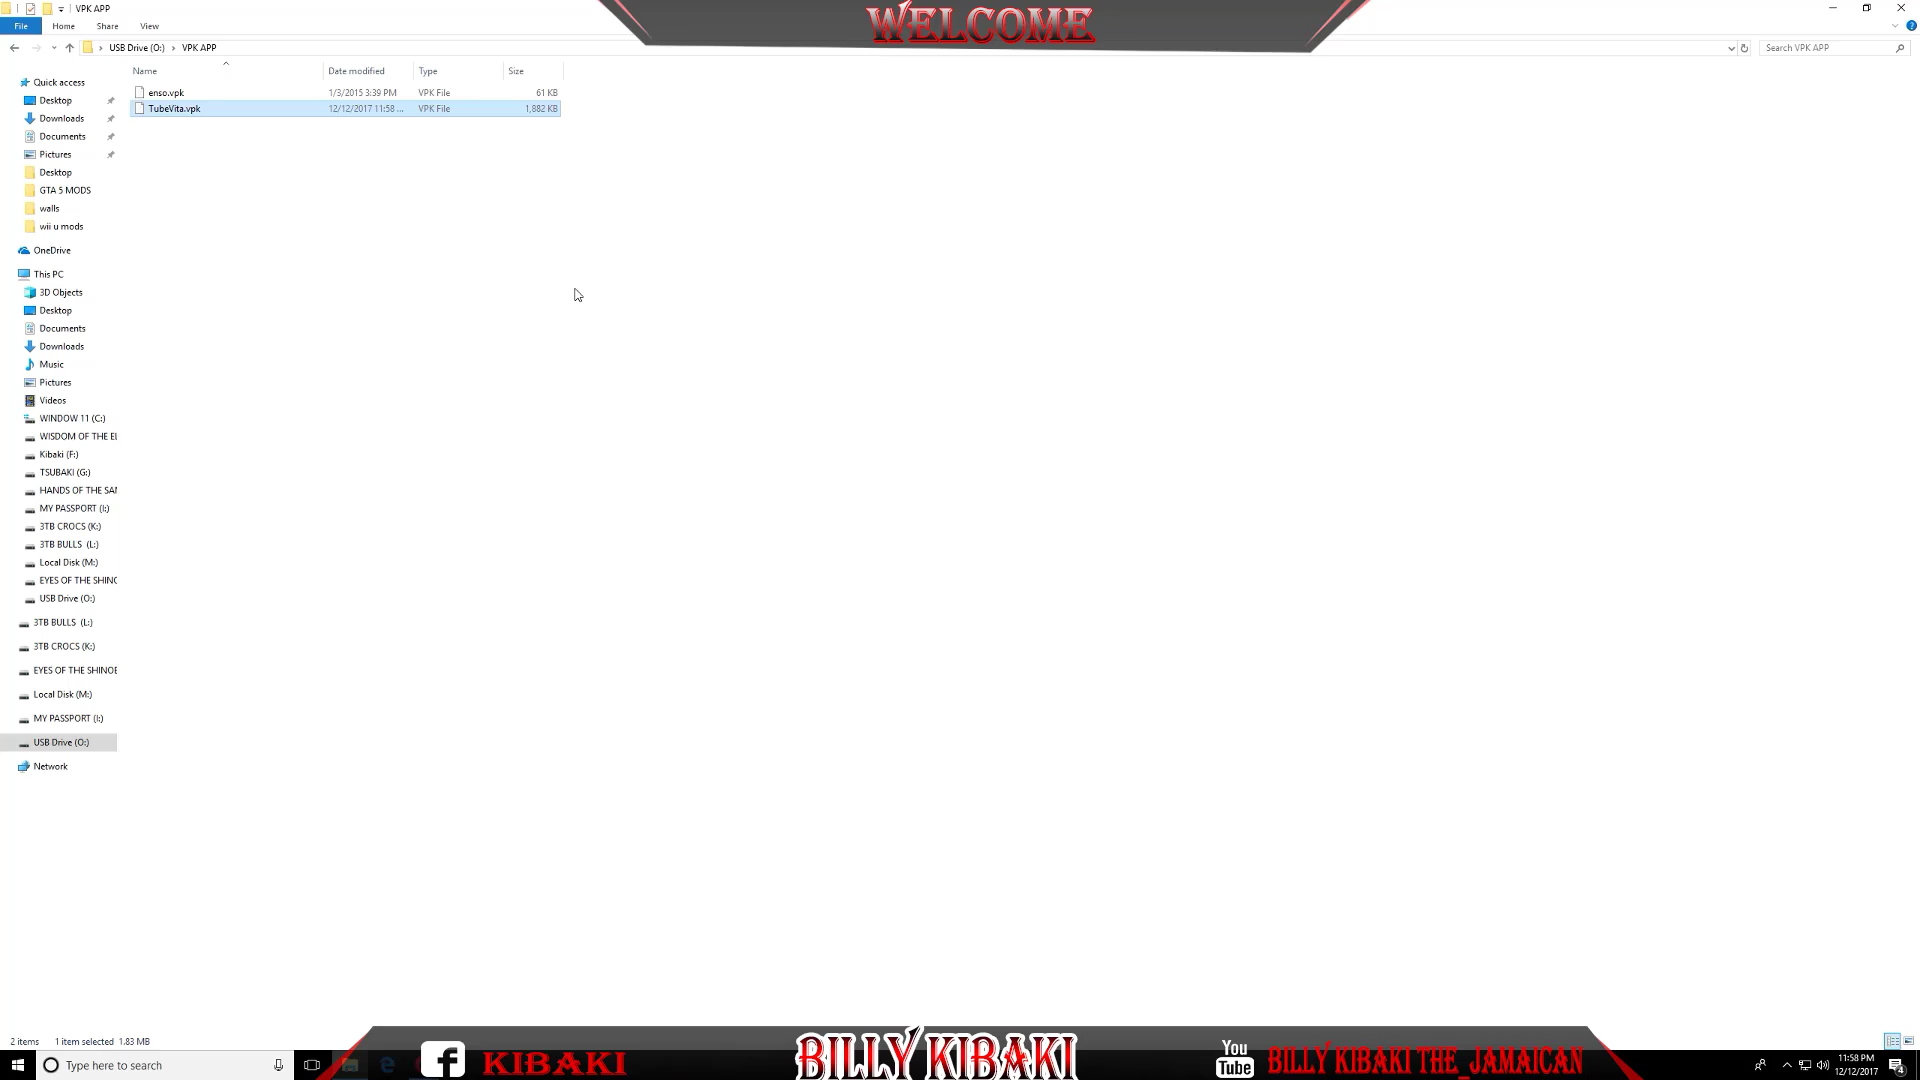 VPK APP
WELCOME
File Home Share View
USB Drive (O:) VPK APP
Search VPK APP
Name Date modified Type Size
enso.vpk 1/3/2015 3:39 PM VPK File 61 KB
TubeVita.vpk 12/12/2017 11:58 ... VPK File 1,882 KB
Quick access
Desktop
Downloads
Documents
Pictures
Desktop
GTA 5 MODS
walls
wii u mods
OneDrive
This PC
3D Objects
Desktop
Documents
Downloads
Music
Pictures
Videos
WINDOW 11 (C:)
WISDOM OF THE EL
Kibaki (F:)
TSUBAKI (G:)
HANDS OF THE SAI
MY PASSPORT (I:)
3TB CROCS (K:)
3TB BULLS (L:)
Local Disk (M:)
EYES OF THE SHINO
USB Drive (O:)
3TB BULLS (L:)
3TB CROCS (K:)
EYES OF THE SHINOB
Local Disk (M:)
MY PASSPORT (I:)
USB Drive (O:)
Network
2 items 1 item selected 1.83 MB
Type here to search
KIBAKI
BILLY KIBAKI
You Tube
BILLY KIBAKI THE_JAMAICAN
11:58 PM
12/12/2017
4